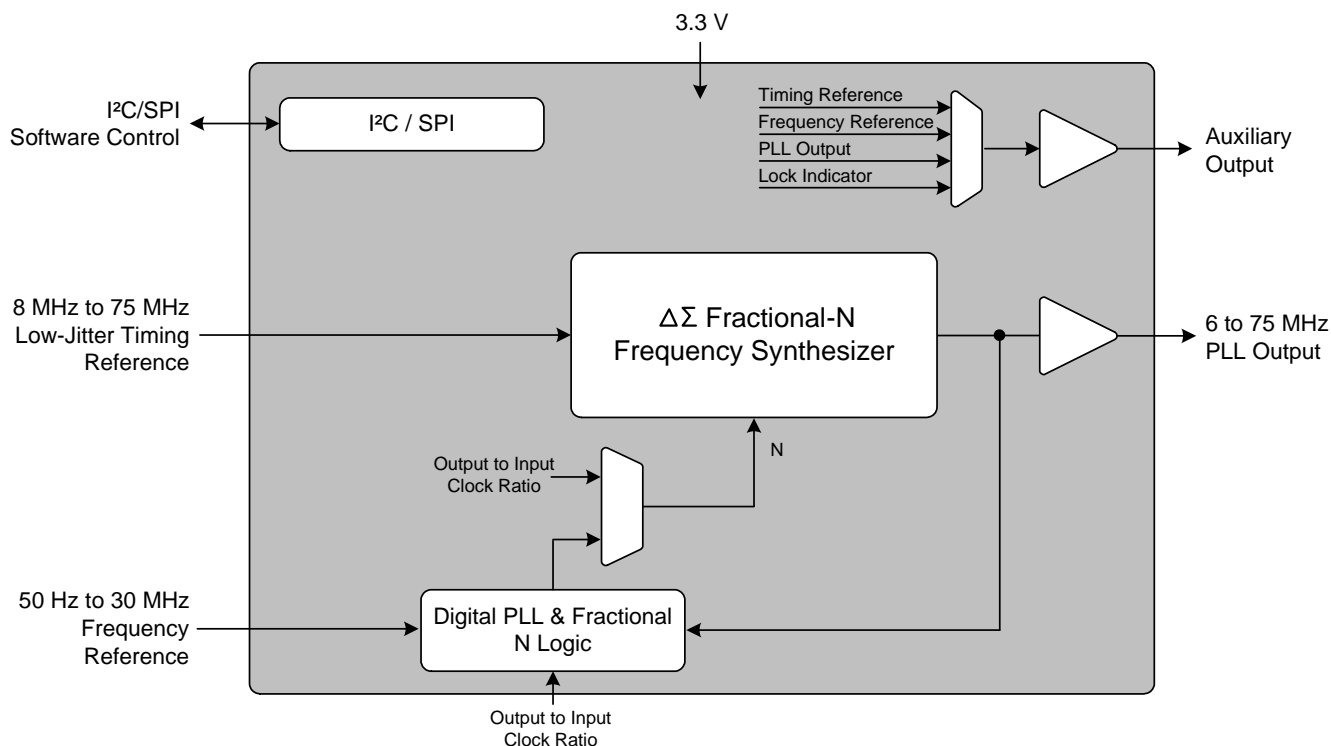 3.3 V
I²C/SPI
Software Control
I²C / SPI
Timing Reference
Frequency Reference
PLL Output
Lock Indicator
Auxiliary
Output
8 MHz to 75 MHz
Low-Jitter Timing
Reference
ΔΣ Fractional-N
Frequency Synthesizer
6 to 75 MHz
PLL Output
N
Output to Input
Clock Ratio
50 Hz to 30 MHz
Frequency
Reference
Digital PLL & Fractional
N Logic
Output to Input
Clock Ratio